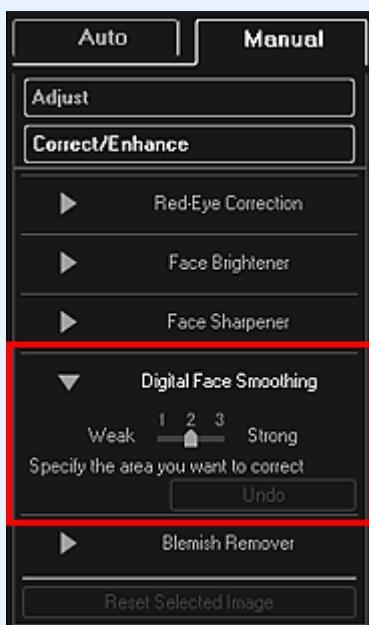 Auto Manual
Adjust
Correct/Enhance
Red-Eye Correction
Face Brightener
Face Sharpener
Digital Face Smoothing
1 2 3
Weak Strong
Specify the area you want to correct
Undo
Blemish Remover
Reset Selected Image